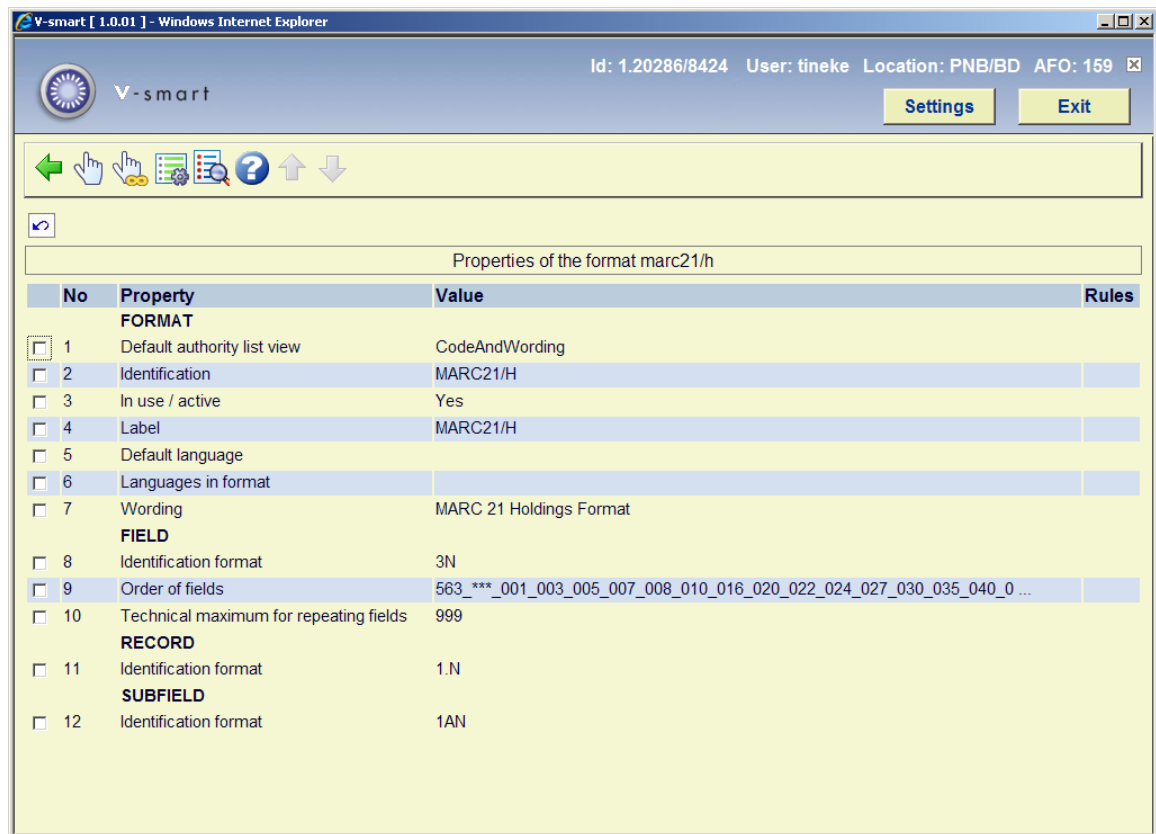 V-smart [ 1.0.01 ] - Windows Internet Explorer
Id: 1.20286/8424 User: tineke Location: PNB/BD AFO: 159
V-smart
Settings Exit
Properties of the format marc21/h
No Property Value Rules
FORMAT
1 Default authority list view CodeAndWording
2 Identification MARC21/H
3 In use / active Yes
4 Label MARC21/H
5 Default language
6 Languages in format
7 Wording MARC 21 Holdings Format
FIELD
8 Identification format 3N
9 Order of fields 563_***_001_003_005_007_008_010_016_020_022_024_027_030_035_040_0 ...
10 Technical maximum for repeating fields 999
RECORD
11 Identification format 1.N
SUBFIELD
12 Identification format 1AN